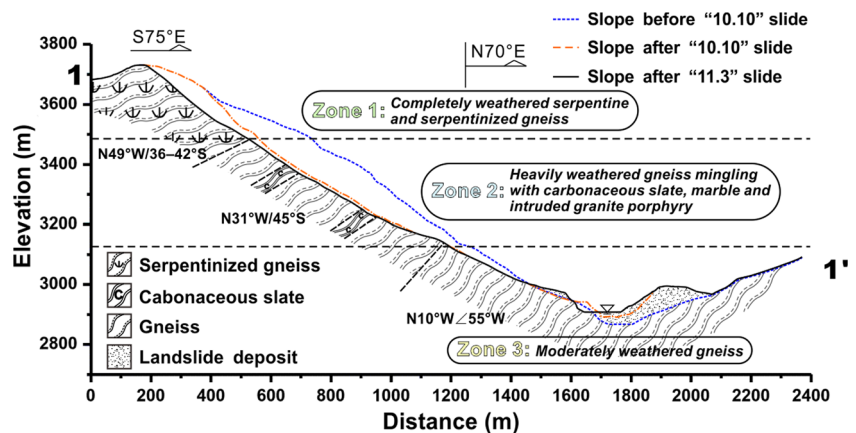 Slope before “10.10” slide
Slope after “10.10” slide
Slope after “11.3” slide
S75°E
N70°E
3800
3600
3400
3200
3000
2800
Elevation (m)
1
1'
Zone 1: Completely weathered serpentine
and serpentinized gneiss
N49°W/36–42°S
Zone 2: Heavily weathered gneiss mingling
with carbonaceous slate, marble and
intruded granite porphyry
C
C
N31°W/45°S
C
C
Serpentinized gneiss
C
Cabonaceous slate
Gneiss
Landslide deposit
N10°W∠55°W
Zone 3: Moderately weathered gneiss
0 200 400 600 800 1000 1200 1400 1600 1800 2000 2200 2400
Distance (m)